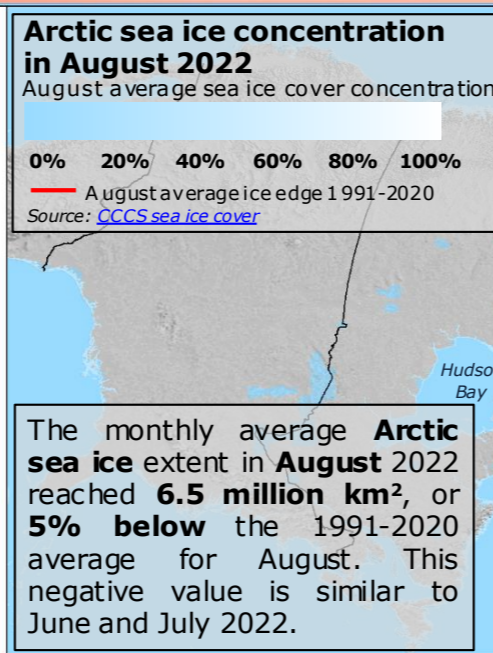 Arctic sea ice concentration
in August 2022
August average sea ice cover concentration
0% 20% 40% 60% 80% 100%
August average ice edge 1991-2020
Source: CCCS sea ice cover
Hudso
Bay
The monthly average Arctic
sea ice extent in August 2022
reached 6.5 million km², or
5% below the 1991-2020
average for August. This
negative value is similar to
June and July 2022.